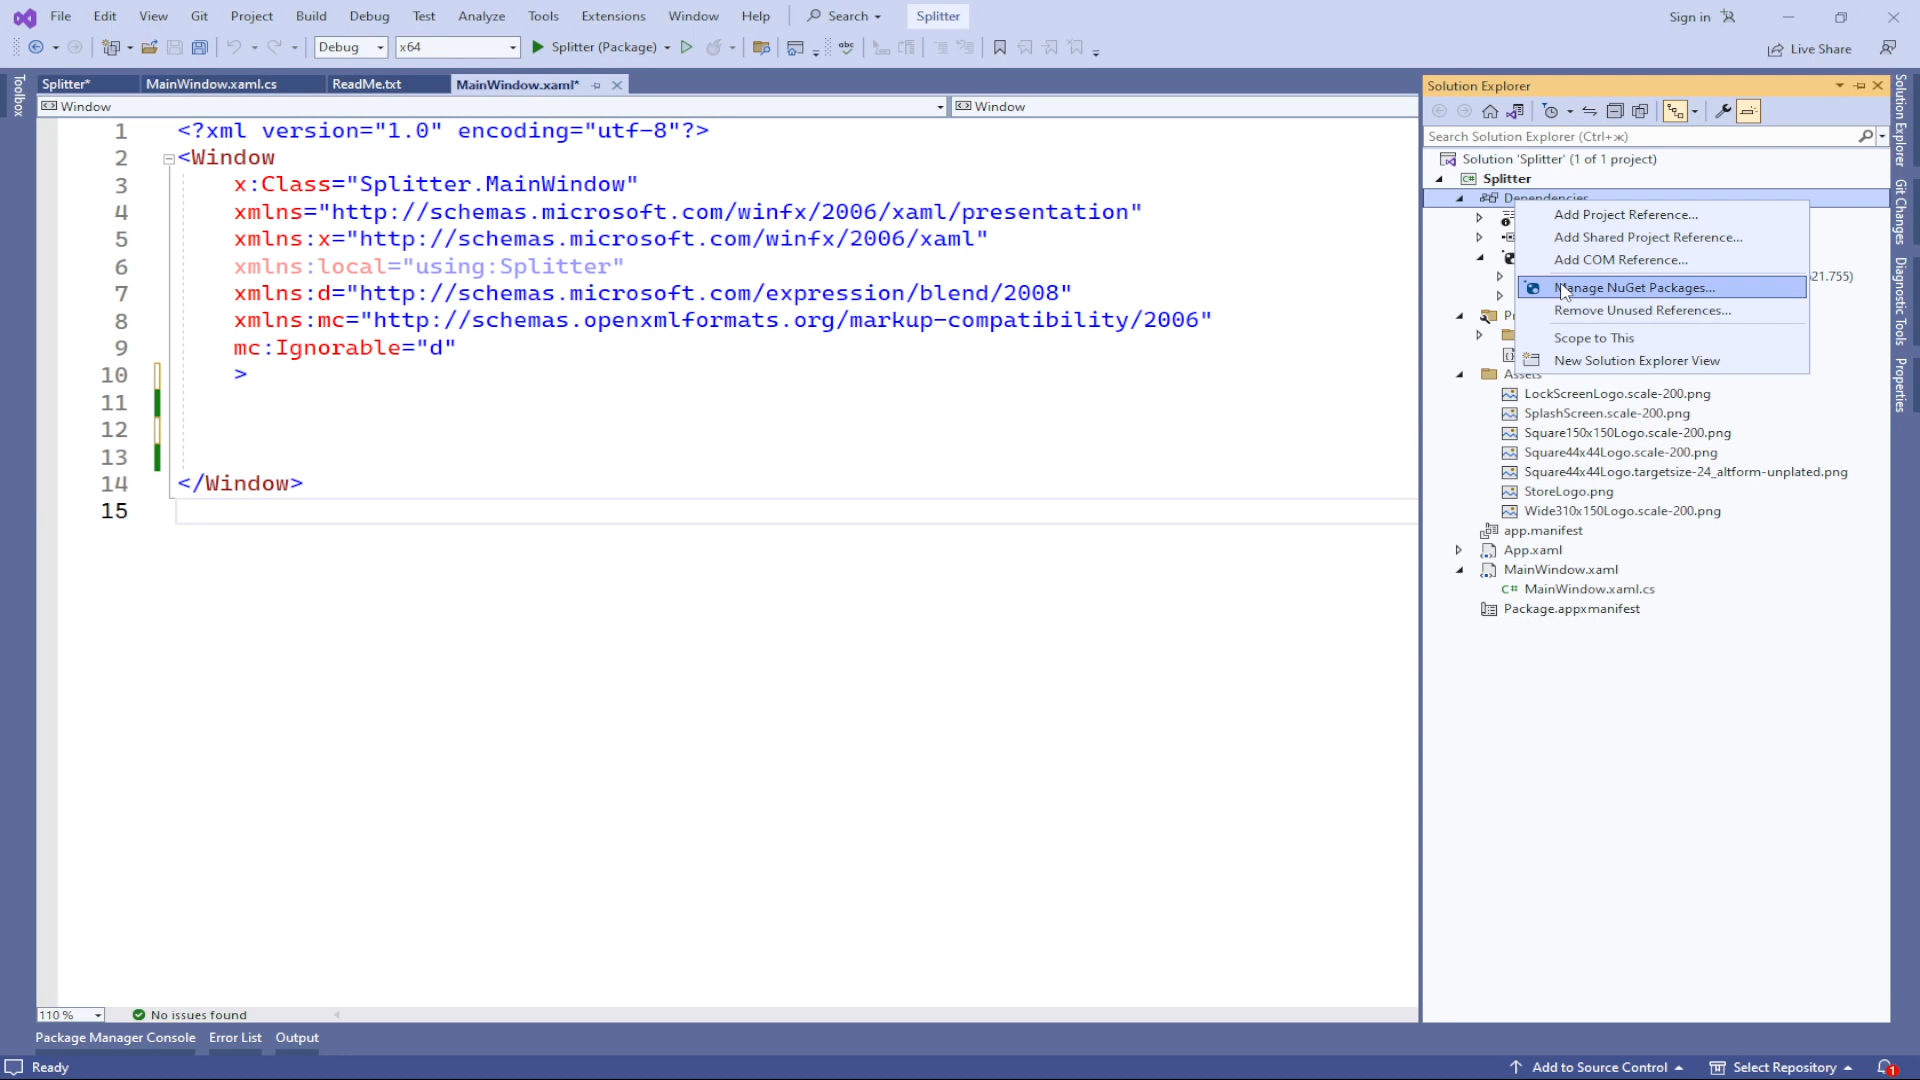 File Edit View Git Project Build Debug Test Analyze Tools Extensions Window Help Search Splitter Sign in
Debug x64 Splitter (Package) Live Share
Toolbox
Splitter* MainWindow.xaml.cs ReadMe.txt MainWindow.xaml*
Window Window
1 <?xml version="1.0" encoding="utf-8"?>
2 <Window
3 x:Class="Splitter.MainWindow"
4 xmlns="http://schemas.microsoft.com/winfx/2006/xaml/presentation"
5 xmlns:x="http://schemas.microsoft.com/winfx/2006/xaml"
6 xmlns:local="using:Splitter"
7 xmlns:d="http://schemas.microsoft.com/expression/blend/2008"
8 xmlns:mc="http://schemas.openxmlformats.org/markup-compatibility/2006"
9 mc:Ignorable="d"
10 >
11
12
13
14 </Window>
15
110 % No issues found
Package Manager Console Error List Output
Solution Explorer
Search Solution Explorer (Ctrl+ж)
Solution 'Splitter' (1 of 1 project)
C# Splitter
Dependencies
Add Project Reference...
Add Shared Project Reference...
Add COM Reference...
Manage NuGet Packages...
Remove Unused References...
Scope to This
New Solution Explorer View
621.755)
Assets
LockScreenLogo.scale-200.png
SplashScreen.scale-200.png
Square150x150Logo.scale-200.png
Square44x44Logo.scale-200.png
Square44x44Logo.targetsize-24_altform-unplated.png
StoreLogo.png
Wide310x150Logo.scale-200.png
app.manifest
App.xaml
MainWindow.xaml
C# MainWindow.xaml.cs
Package.appxmanifest
Solution Explorer
Git Changes
Diagnostic Tools
Properties
Ready Add to Source Control Select Repository 1